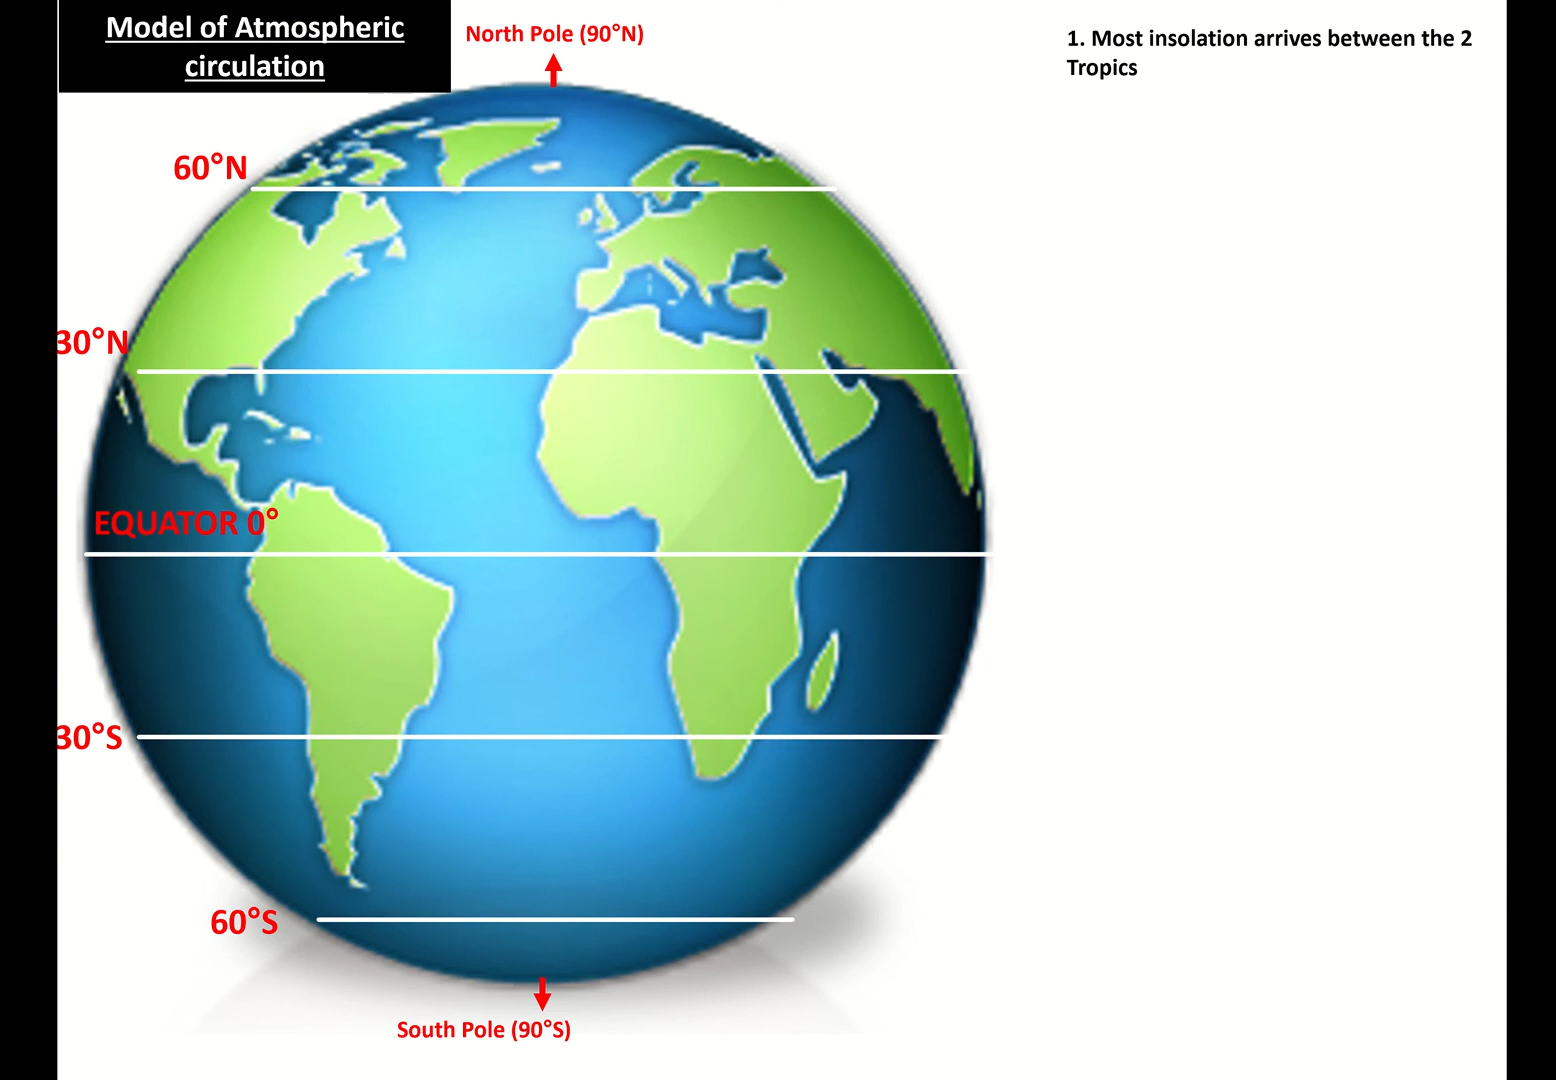 Model of Atmospheric
circulation
North Pole (90°N)
1. Most insolation arrives between the 2
Tropics
60°N
30°N
EQUATOR 0°
30°S
60°S
South Pole (90°S)